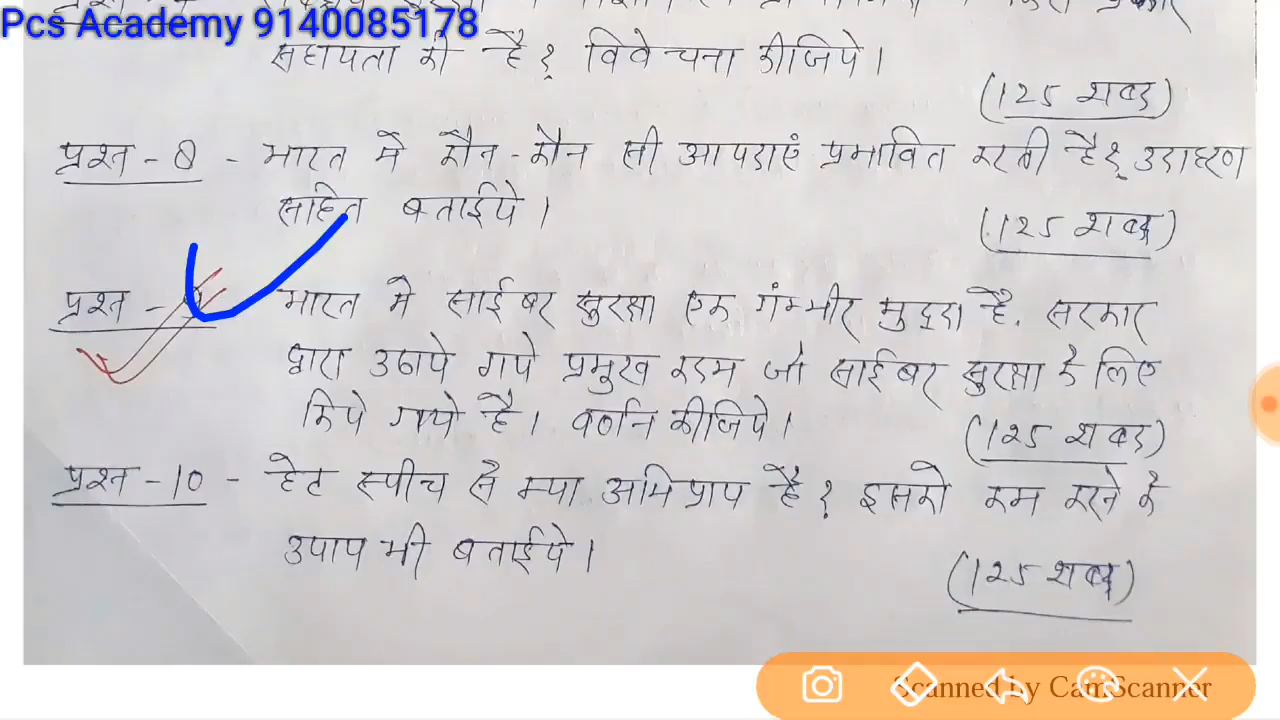 Pcs Academy 9140085178
सहायता की है? विवेचना कीजिये।
(125 शब्द)
प्रश्न - 8 - भारत में कौन-कौन सी आपदाएं प्रभावित करती है? उदाहरण
सहित बताईये।
(125 शब्द)
प्रश्न - भारत में साईबर सुरक्षा एक गंम्भीर मुद्दा है. सरकार
द्वारा उठाये गये प्रमुख कदम जो साईबर सुरक्षा के लिए
किये गये है। वर्णन कीजिये।
(125 शब्द)
प्रश्न - 10 - हेट स्पीच से क्या अभिप्राय है? इसको कम करने के
उपाय भी बताईये।
(125 शब्द)
Scanned by CamScanner